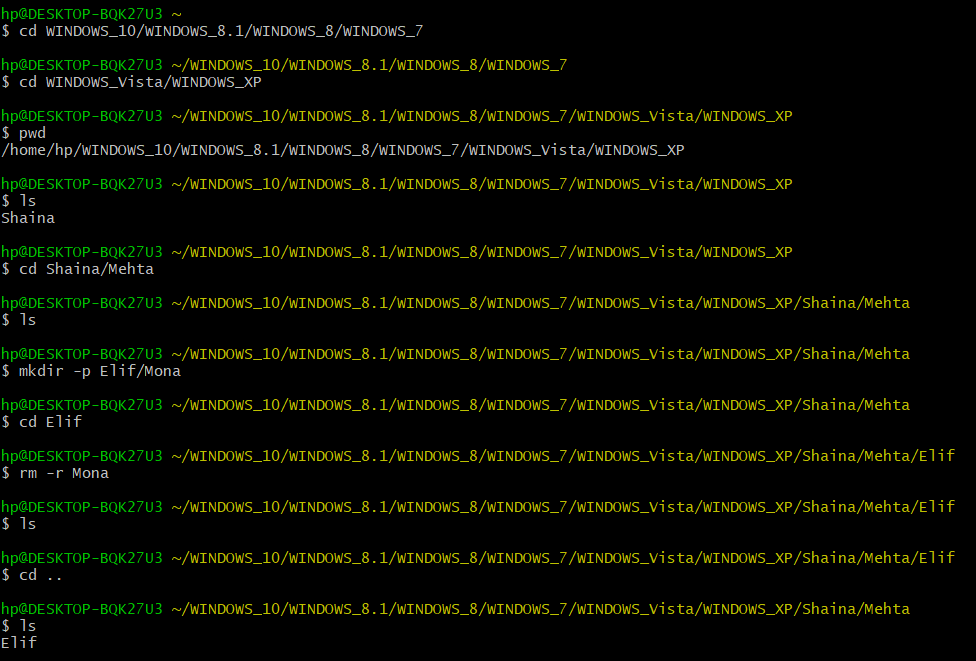 hp@DESKTOP-BQK27U3 ~
$ cd WINDOWS_10/WINDOWS_8.1/WINDOWS_8/WINDOWS_7
hp@DESKTOP-BQK27U3 ~/WINDOWS_10/WINDOWS_8.1/WINDOWS_8/WINDOWS_7
$ cd WINDOWS_Vista/WINDOWS_XP
hp@DESKTOP-BQK27U3 ~/WINDOWS_10/WINDOWS_8.1/WINDOWS_8/WINDOWS_7/WINDOWS_Vista/WINDOWS_XP
$ pwd
/home/hp/WINDOWS_10/WINDOWS_8.1/WINDOWS_8/WINDOWS_7/WINDOWS_Vista/WINDOWS_XP
hp@DESKTOP-BQK27U3 ~/WINDOWS_10/WINDOWS_8.1/WINDOWS_8/WINDOWS_7/WINDOWS_Vista/WINDOWS_XP
$ ls
Shaina
hp@DESKTOP-BQK27U3 ~/WINDOWS_10/WINDOWS_8.1/WINDOWS_8/WINDOWS_7/WINDOWS_Vista/WINDOWS_XP
$ cd Shaina/Mehta
hp@DESKTOP-BQK27U3 ~/WINDOWS_10/WINDOWS_8.1/WINDOWS_8/WINDOWS_7/WINDOWS_Vista/WINDOWS_XP/Shaina/Mehta
$ ls
hp@DESKTOP-BQK27U3 ~/WINDOWS_10/WINDOWS_8.1/WINDOWS_8/WINDOWS_7/WINDOWS_Vista/WINDOWS_XP/Shaina/Mehta
$ mkdir -p Elif/Mona
hp@DESKTOP-BQK27U3 ~/WINDOWS_10/WINDOWS_8.1/WINDOWS_8/WINDOWS_7/WINDOWS_Vista/WINDOWS_XP/Shaina/Mehta
$ cd Elif
hp@DESKTOP-BQK27U3 ~/WINDOWS_10/WINDOWS_8.1/WINDOWS_8/WINDOWS_7/WINDOWS_Vista/WINDOWS_XP/Shaina/Mehta/Elif
$ rm -r Mona
hp@DESKTOP-BQK27U3 ~/WINDOWS_10/WINDOWS_8.1/WINDOWS_8/WINDOWS_7/WINDOWS_Vista/WINDOWS_XP/Shaina/Mehta/Elif
$ ls
hp@DESKTOP-BQK27U3 ~/WINDOWS_10/WINDOWS_8.1/WINDOWS_8/WINDOWS_7/WINDOWS_Vista/WINDOWS_XP/Shaina/Mehta/Elif
$ cd ..
hp@DESKTOP-BQK27U3 ~/WINDOWS_10/WINDOWS_8.1/WINDOWS_8/WINDOWS_7/WINDOWS_Vista/WINDOWS_XP/Shaina/Mehta
$ ls
Elif